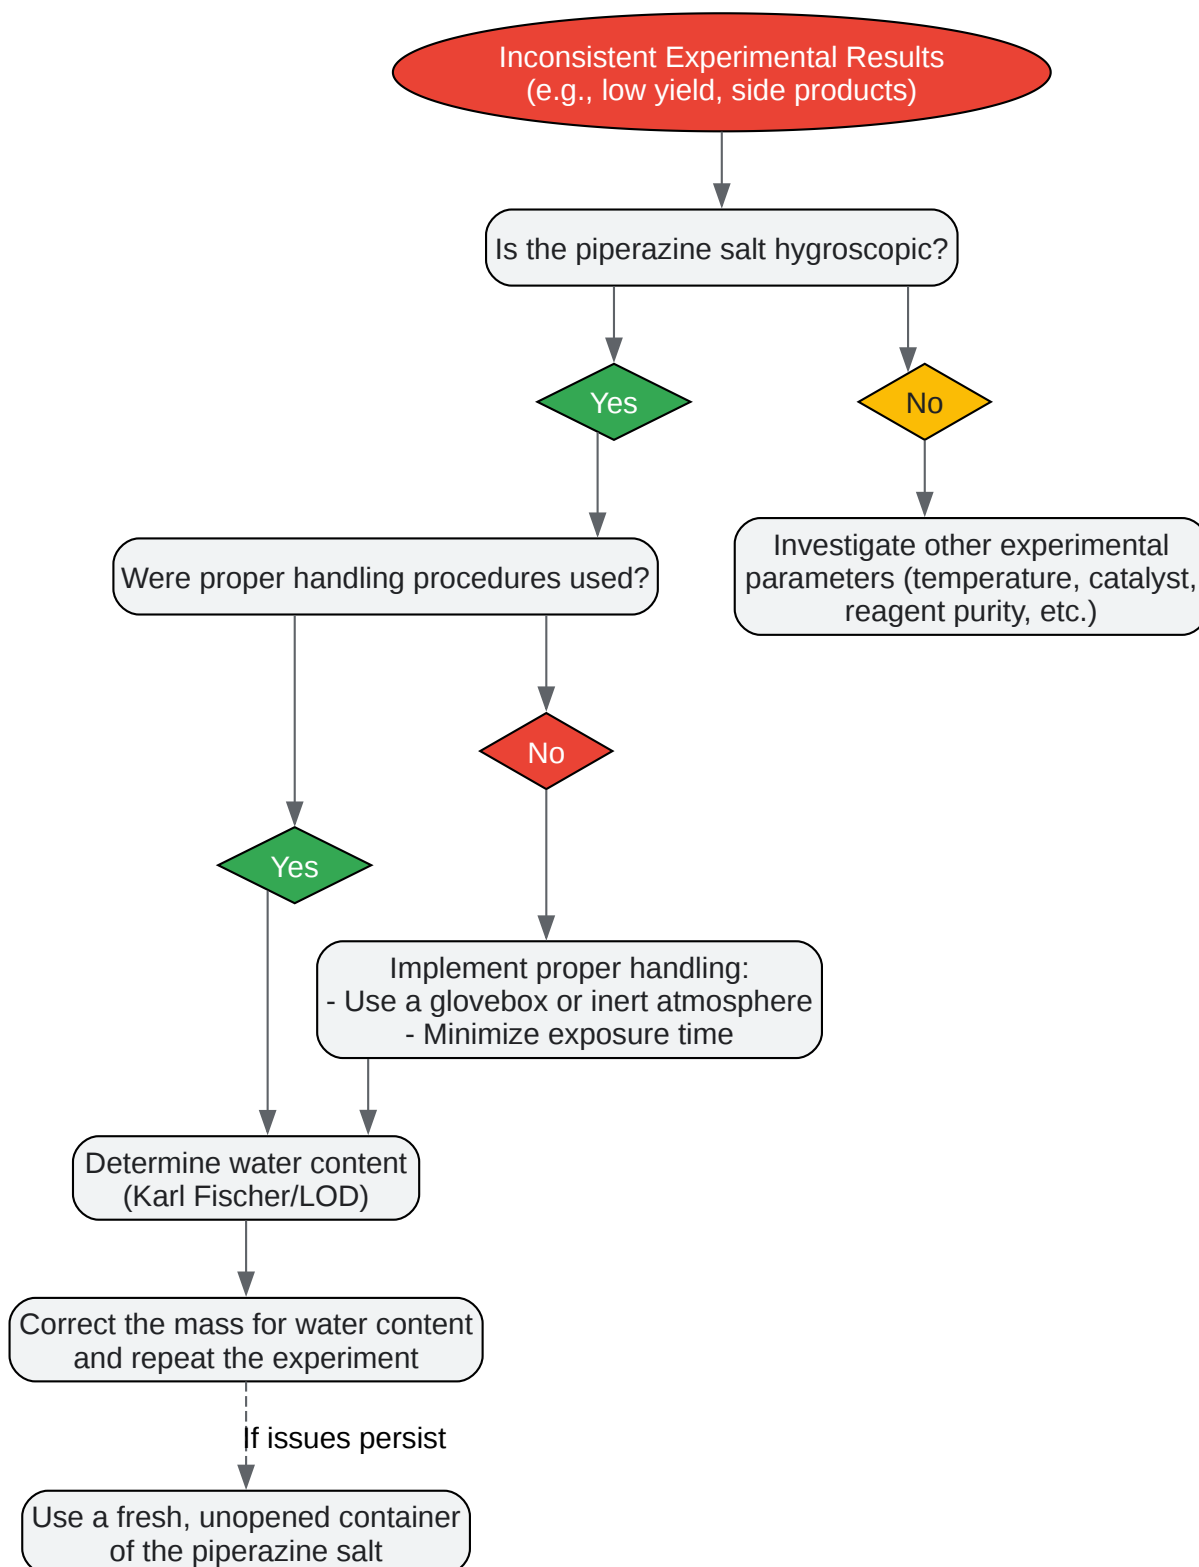 Inconsistent Experimental Results
(e.g., low yield, side products)
Is the piperazine salt hygroscopic?
Yes
No
Were proper handling procedures used?
Investigate other experimental
parameters (temperature, catalyst,
reagent purity, etc.)
No
Yes
Implement proper handling:
- Use a glovebox or inert atmosphere
- Minimize exposure time
Determine water content
(Karl Fischer/LOD)
Correct the mass for water content
and repeat the experiment
If issues persist
Use a fresh, unopened container
of the piperazine salt